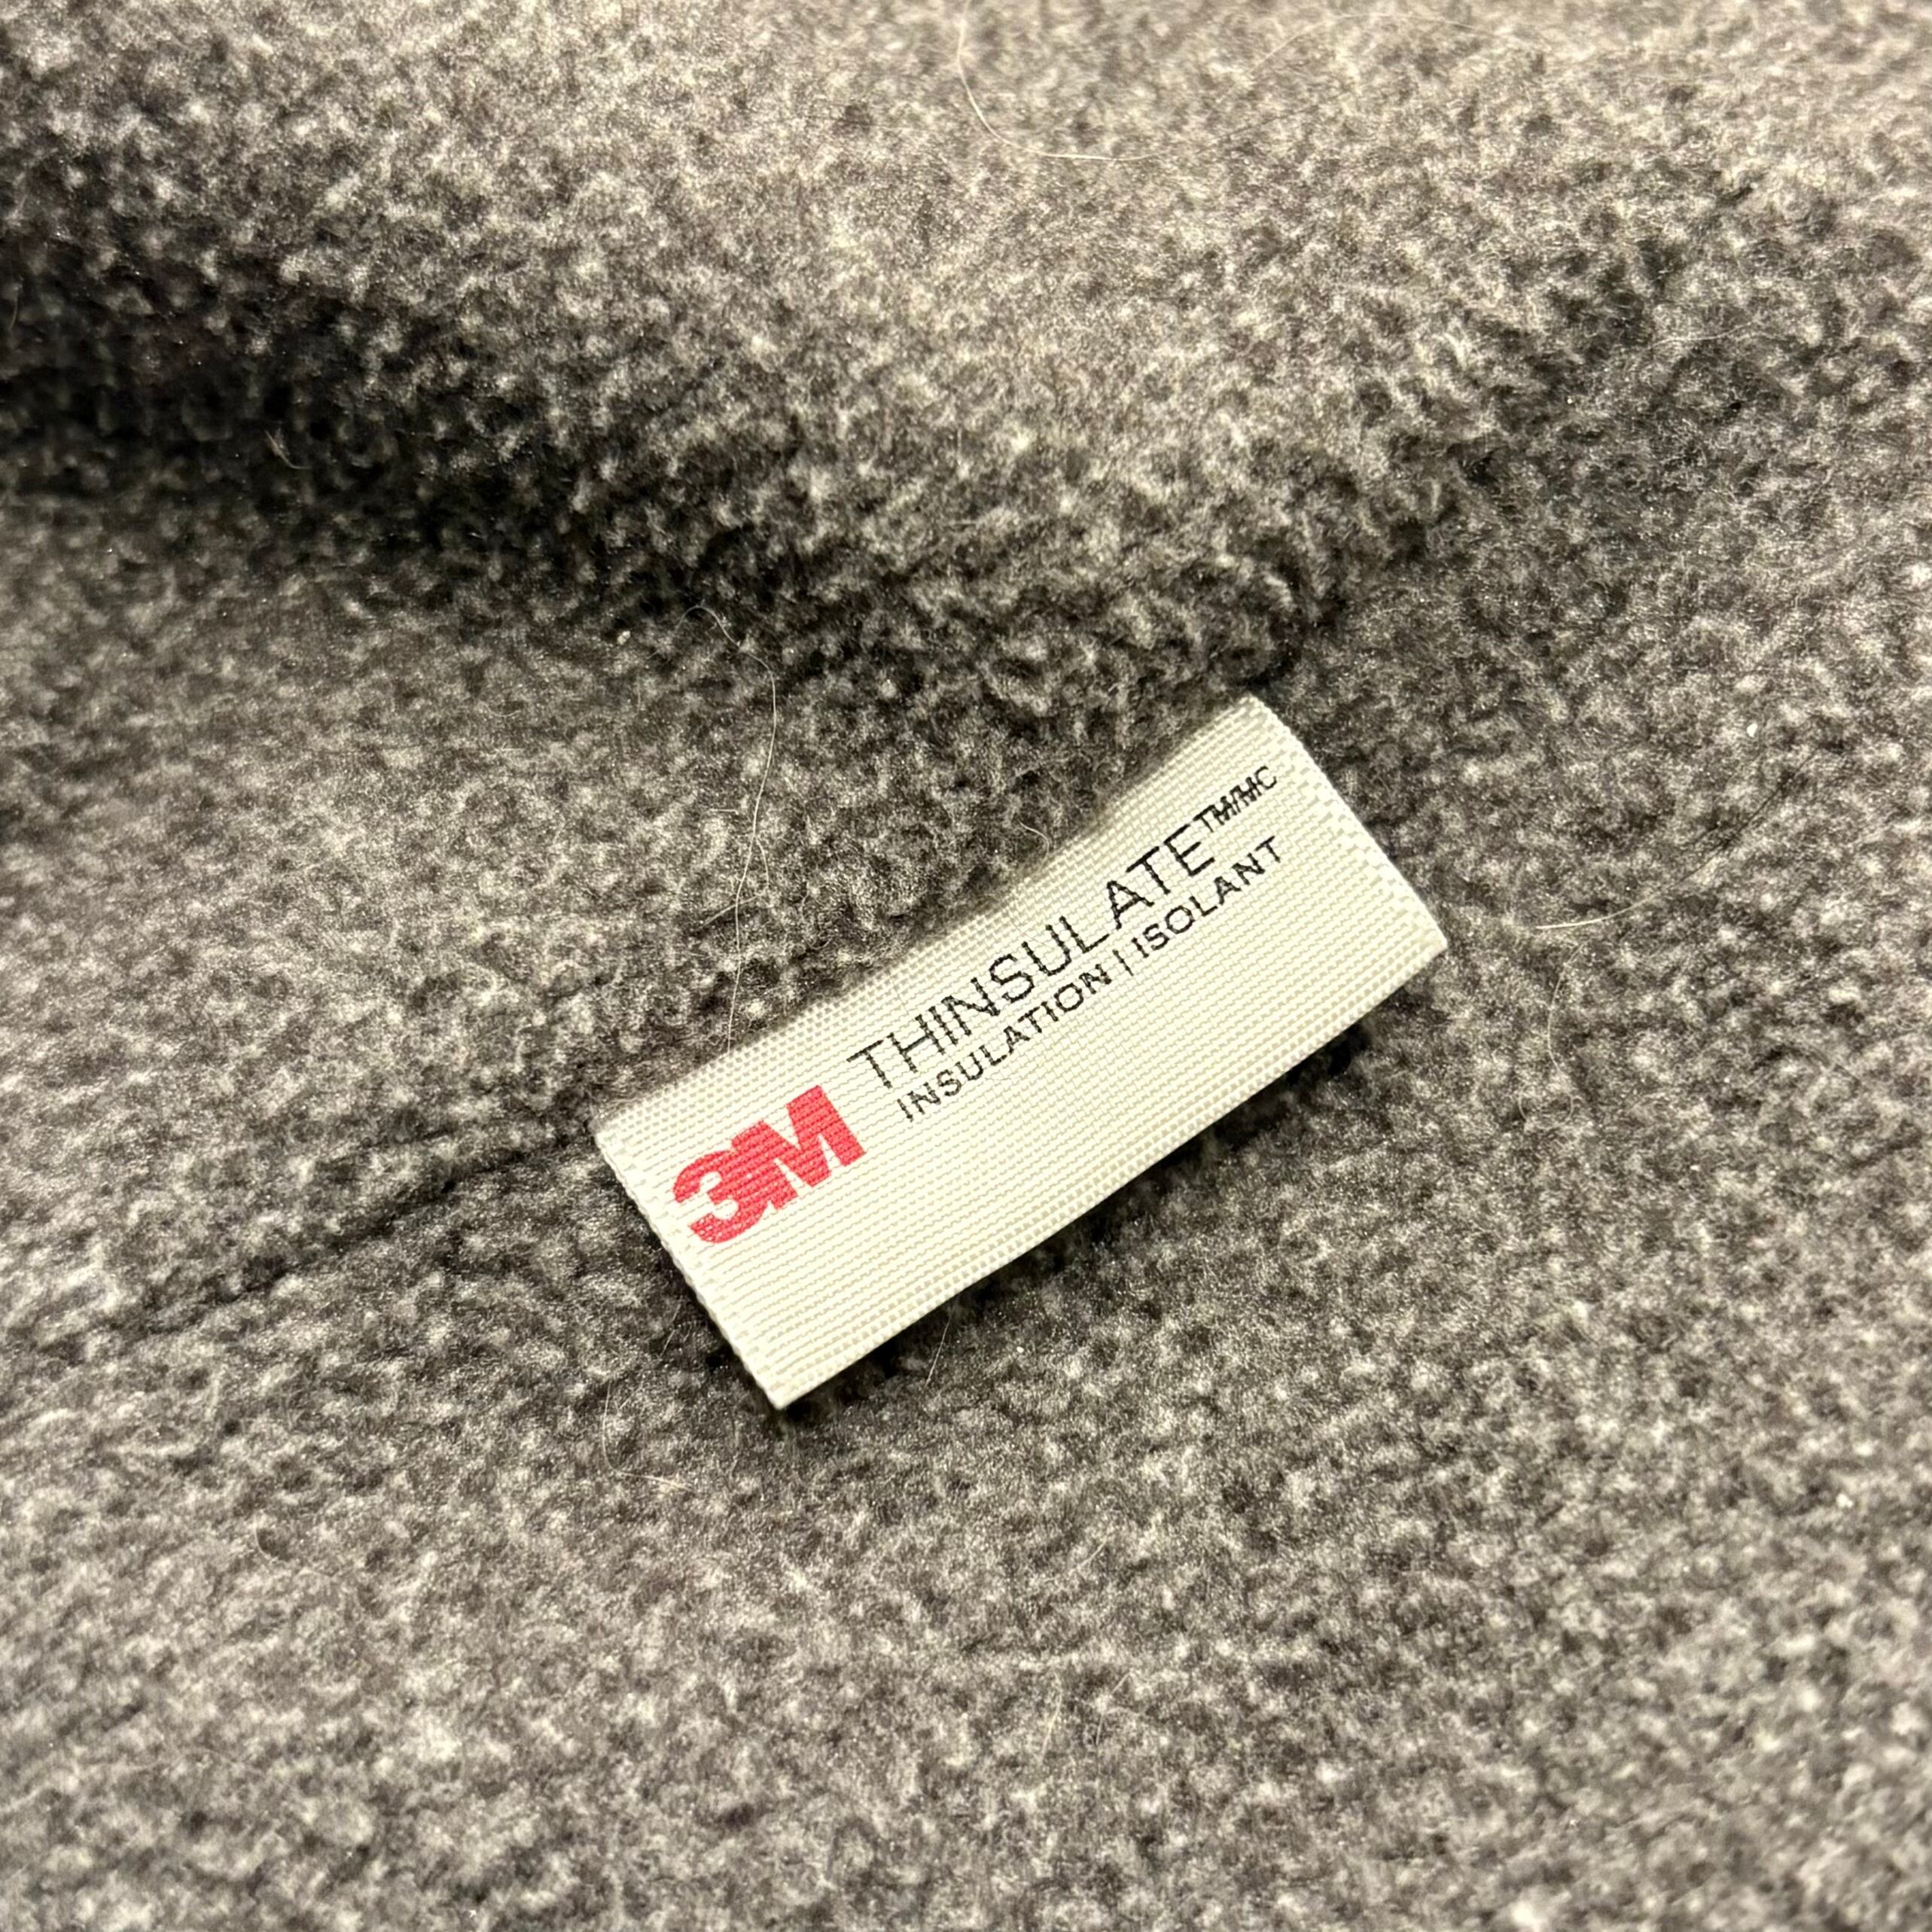 3M THINSULATE™/MC
INSULATION | ISOLANT